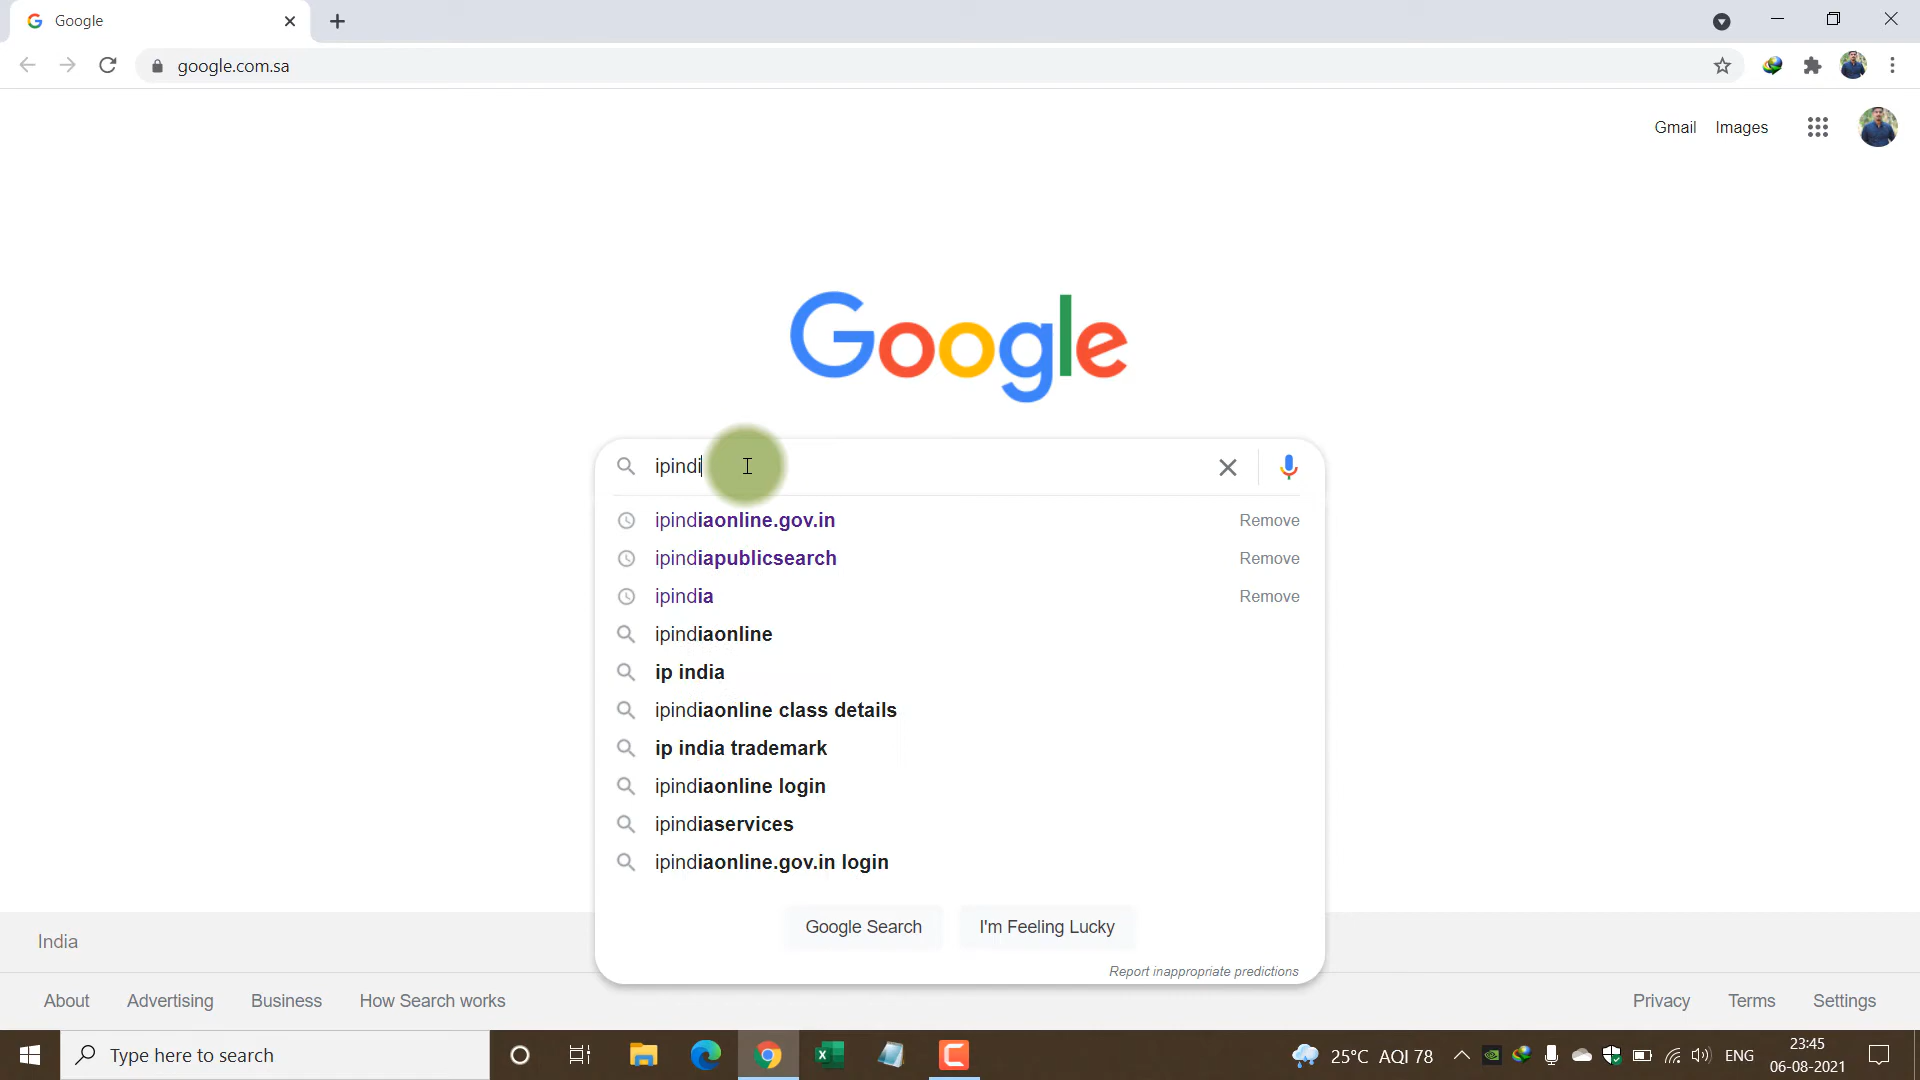 Google
google.com.sa
Gmail Images
Google
ipindi
ipindiaonline.gov.in Remove
ipindiapublicsearch Remove
ipindia Remove
ipindiaonline
ip india
ipindiaonline class details
ip india trademark
ipindiaonline login
ipindiaservices
ipindiaonline.gov.in login
Google Search I'm Feeling Lucky
Report inappropriate predictions
India
About Advertising Business How Search works Privacy Terms Settings
Type here to search 25°C AQI 78 ENG 23:45
06-08-2021